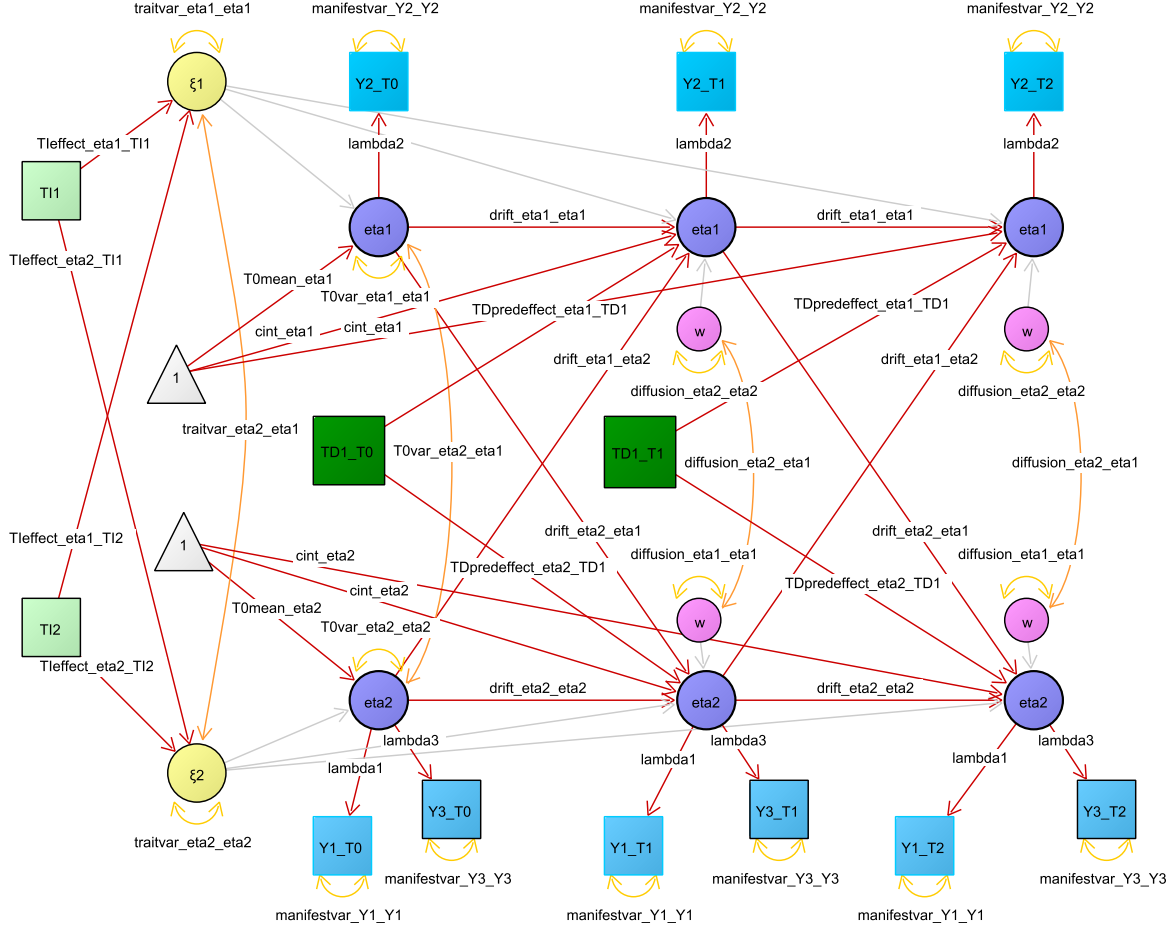 traitvar_eta1_eta1
manifestvar_Y2_Y2
manifestvar_Y2_Y2
manifestvar_Y2_Y2
ξ1
Y2_T0
Y2_T1
Y2_T2
TIeffect_eta1_TI1
lambda2
lambda2
lambda2
TI1
eta1
drift_eta1_eta1
eta1
drift_eta1_eta1
eta1
TIeffect_eta2_TI1
T0mean_eta1
T0var_eta1_eta1
TDpredeffect_eta1_TD1
TDpredeffect_eta1_TD1
cint_eta1
cint_eta1
w
w
drift_eta1_eta2
drift_eta1_eta2
1
diffusion_eta2_eta2
diffusion_eta2_eta2
traitvar_eta2_eta1
TD1_T0
T0var_eta2_eta1
TD1_T1
diffusion_eta2_eta1
diffusion_eta2_eta1
TIeffect_eta1_TI2
1
drift_eta2_eta1
drift_eta2_eta1
cint_eta2
diffusion_eta1_eta1
diffusion_eta1_eta1
TDpredeffect_eta2_TD1
TDpredeffect_eta2_TD1
cint_eta2
T0mean_eta2
TI2
T0var_eta2_eta2
w
w
TIeffect_eta2_TI2
eta2
drift_eta2_eta2
eta2
drift_eta2_eta2
eta2
lambda3
lambda3
lambda3
ξ2
lambda1
lambda1
lambda1
Y3_T0
Y3_T1
Y3_T2
traitvar_eta2_eta2
Y1_T0
Y1_T1
Y1_T2
manifestvar_Y3_Y3
manifestvar_Y3_Y3
manifestvar_Y3_Y3
manifestvar_Y1_Y1
manifestvar_Y1_Y1
manifestvar_Y1_Y1